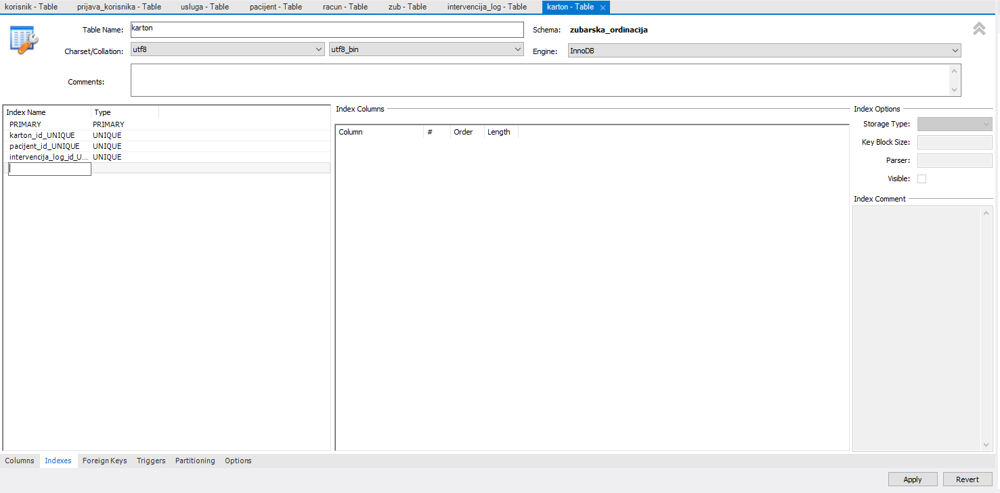 korisnik - Table prijava_korisnika - Table usluga - Table pacijent - Table racun - Table zub - Table intervencija_log - Table karton - Table
Table Name: karton Schema: zubarska_ordinacija
Charset/Collation: utf8 utf8_bin Engine: InnoDB
Comments:
Index Name Type
PRIMARY PRIMARY
karton_id_UNIQUE UNIQUE
pacijent_id_UNIQUE UNIQUE
intervencija_log_id_U... UNIQUE
Index Columns
Column # Order Length
Index Options
Storage Type:
Key Block Size:
Parser:
Visible:
Index Comment
Columns Indexes Foreign Keys Triggers Partitioning Options
Apply Revert